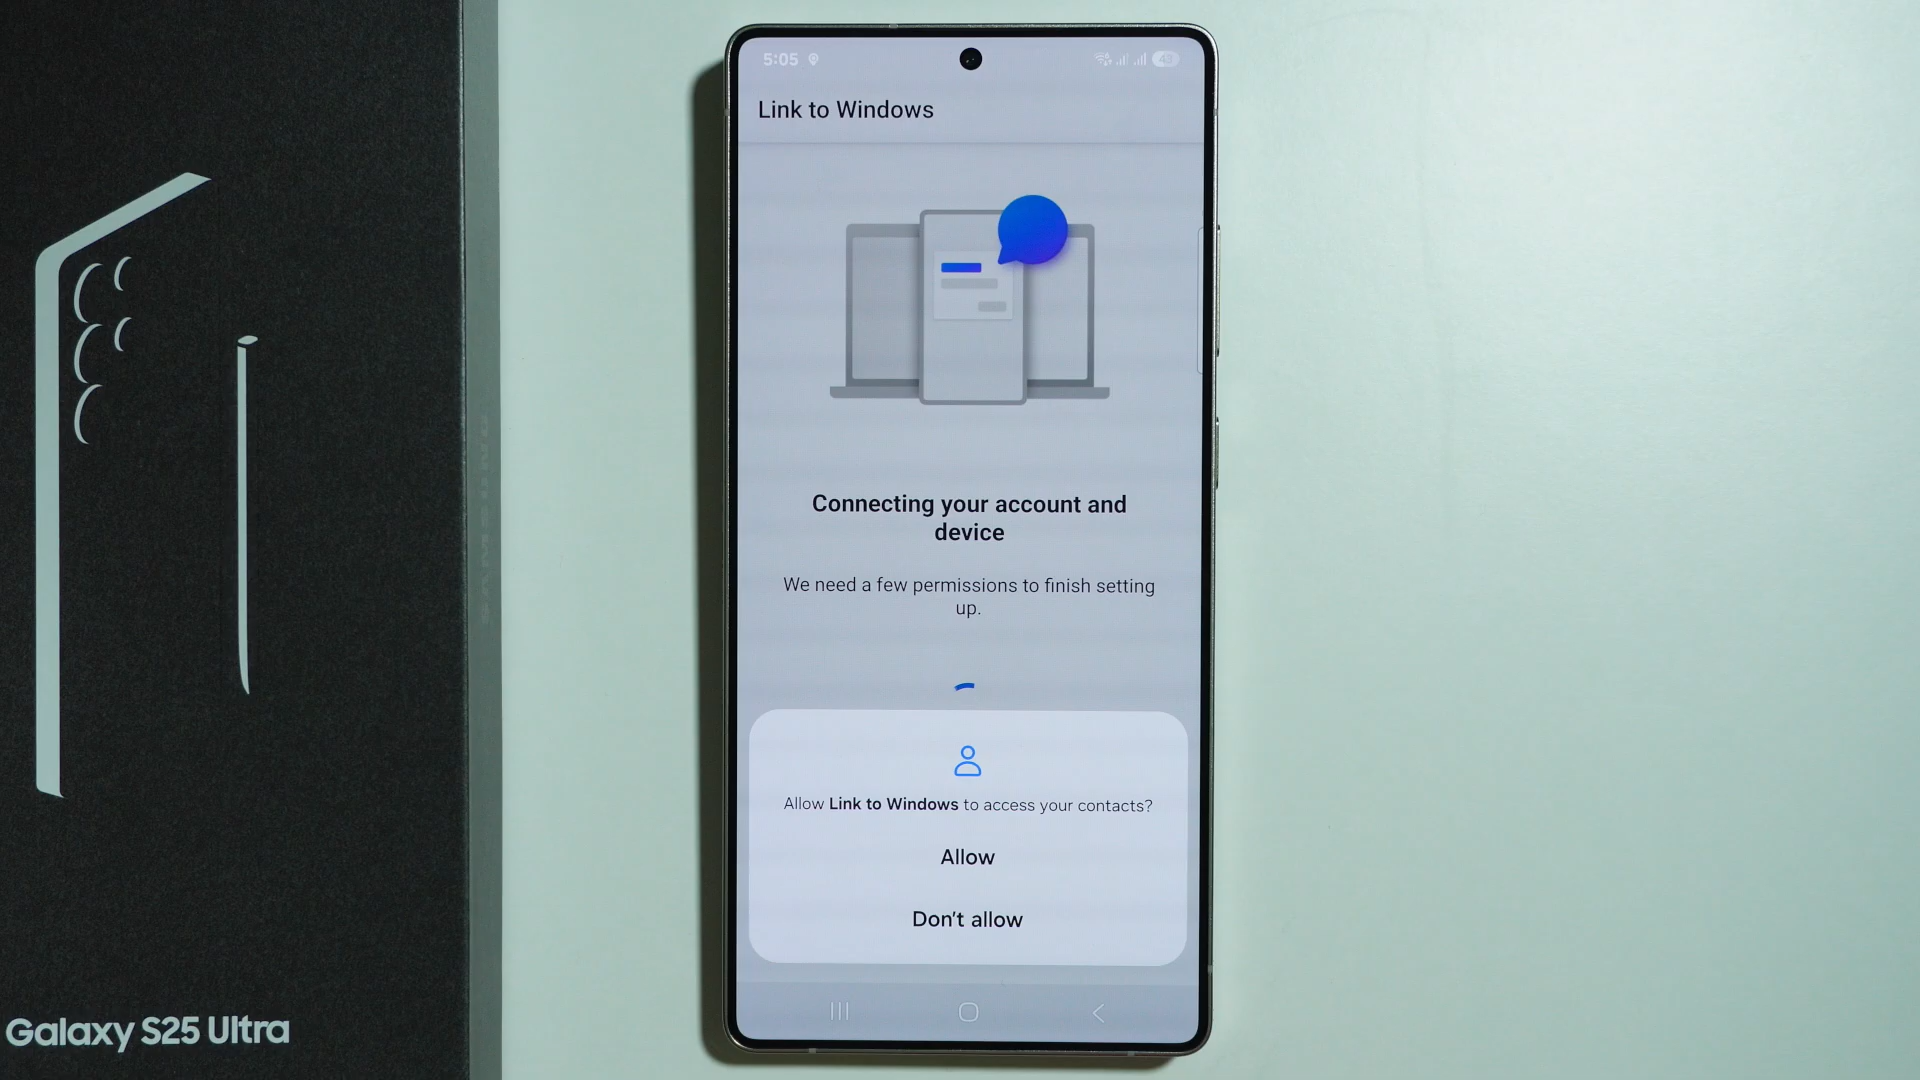 5:05
43
Link to Windows
Connecting your account and
device
We need a few permissions to finish setting
up.
Allow Link to Windows to access your contacts?
Allow
Don't allow
Galaxy S25 Ultra